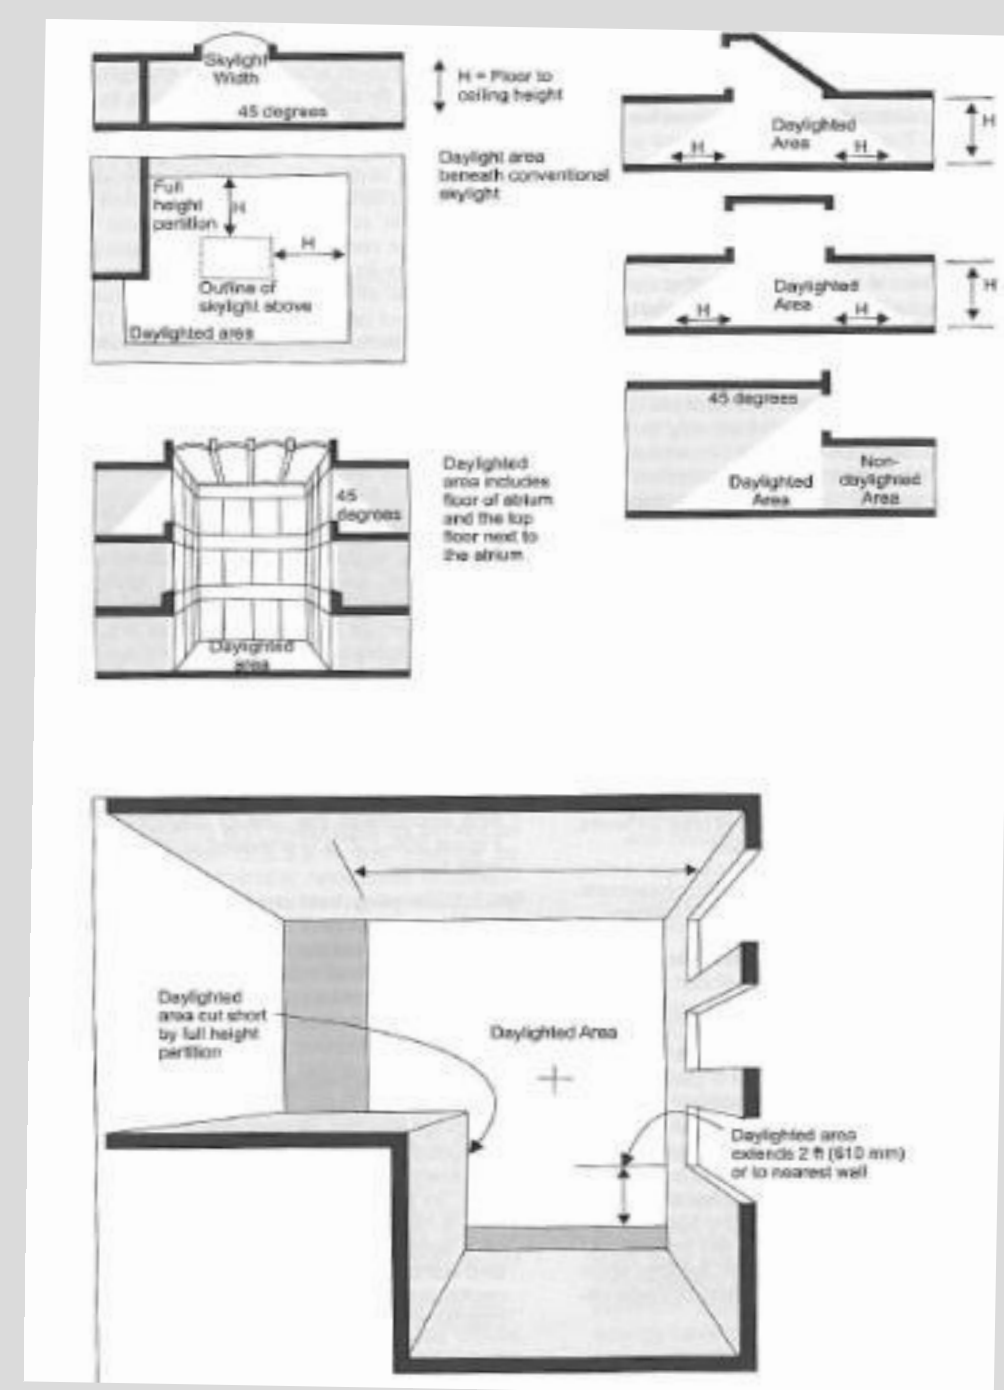 Skylight
Width
45 degrees
H = Floor to
ceiling height
Full
height
partition
H
H
Outline of
skylight above
Daylighted area
Daylight area
beneath conventional
skylight
Daylighted
Area
H
H
H
Daylighted
Area
H
H
H
45 degrees
Daylighted
Area
Non-
daylighted
Area
45
degrees
Daylighted
area
Daylighted
area includes
floor of atrium
and the top
floor next to
the atrium
Daylighted
area cut short
by full height
partition
Daylighted Area
Daylighted area
extends 2 ft (610 mm)
or to nearest wall